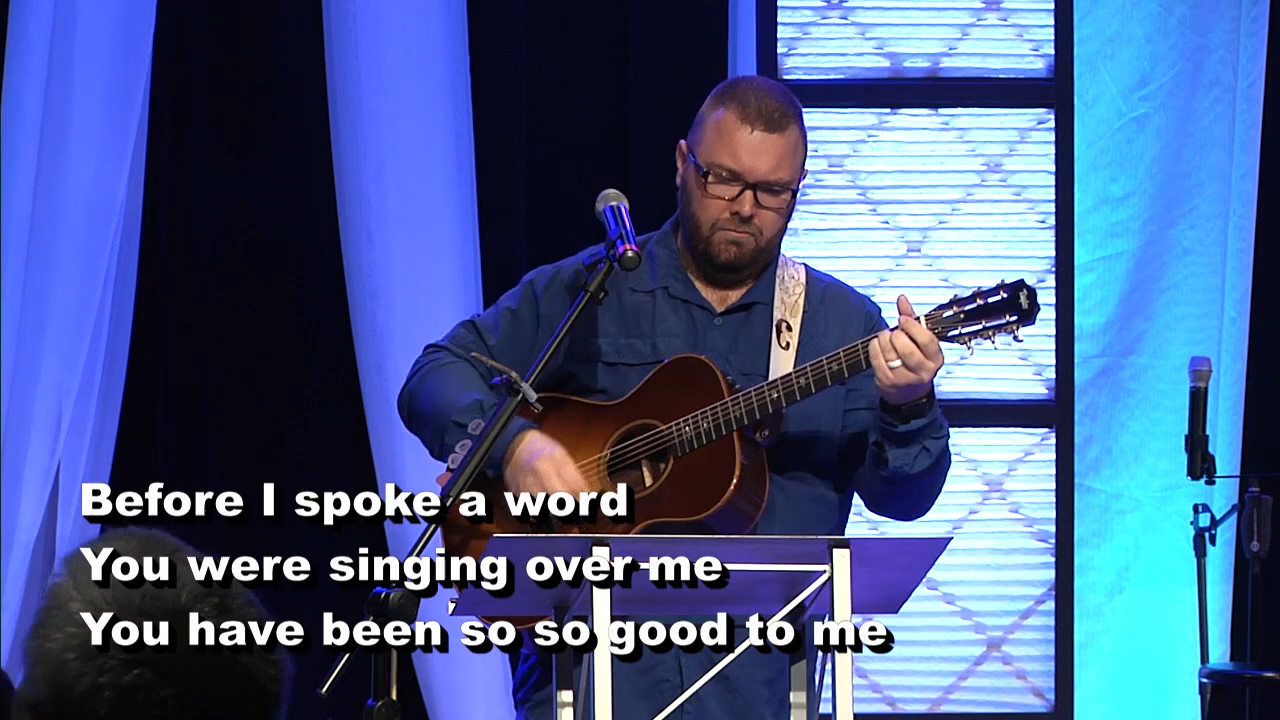 Before I spoke a word
You were singing over me
You have been so so good to me